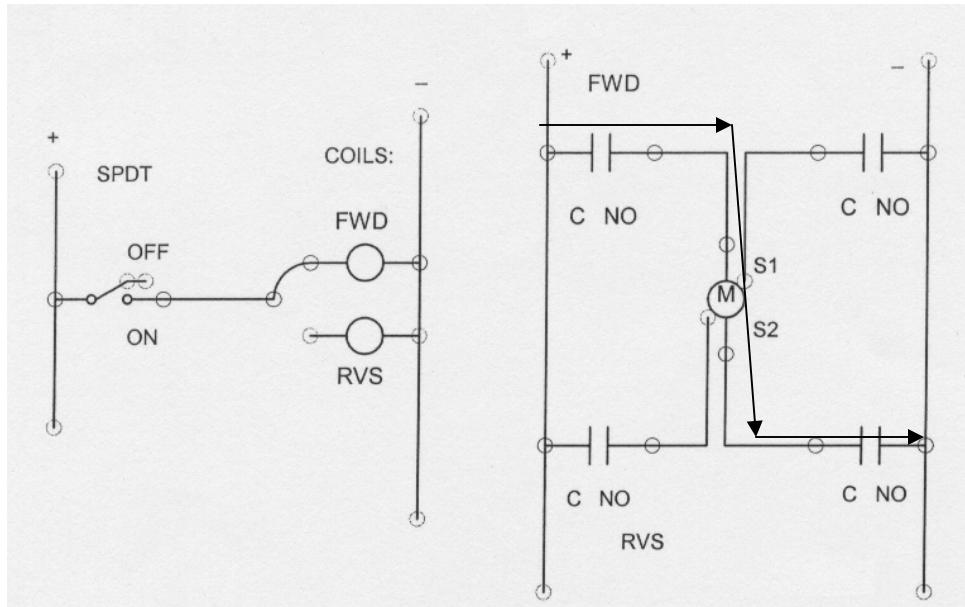 +
SPDT
OFF
ON
–
COILS:
FWD
RVS
+
FWD
–
C NO
C NO
S1
M
S2
C NO
C NO
RVS